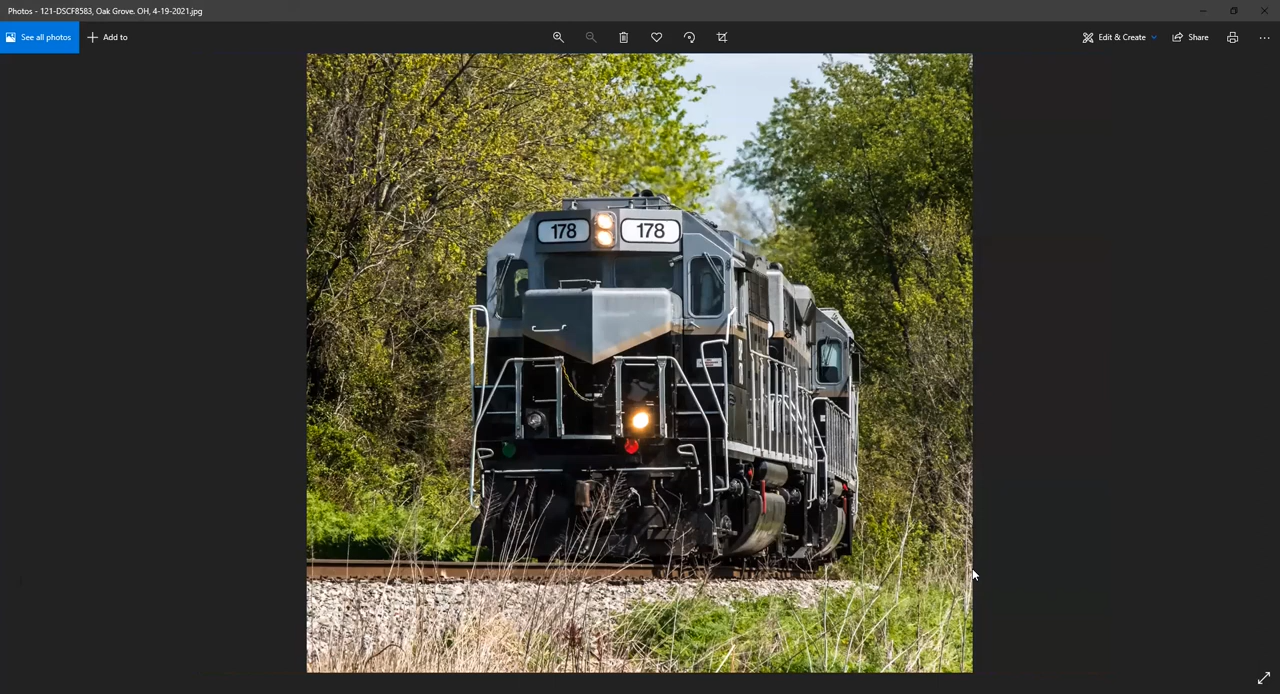 Photos - 121-DSCF8583, Oak Grove. OH, 4-19-2021.jpg
See all photos
Add to
Edit & Create
Share
178
178